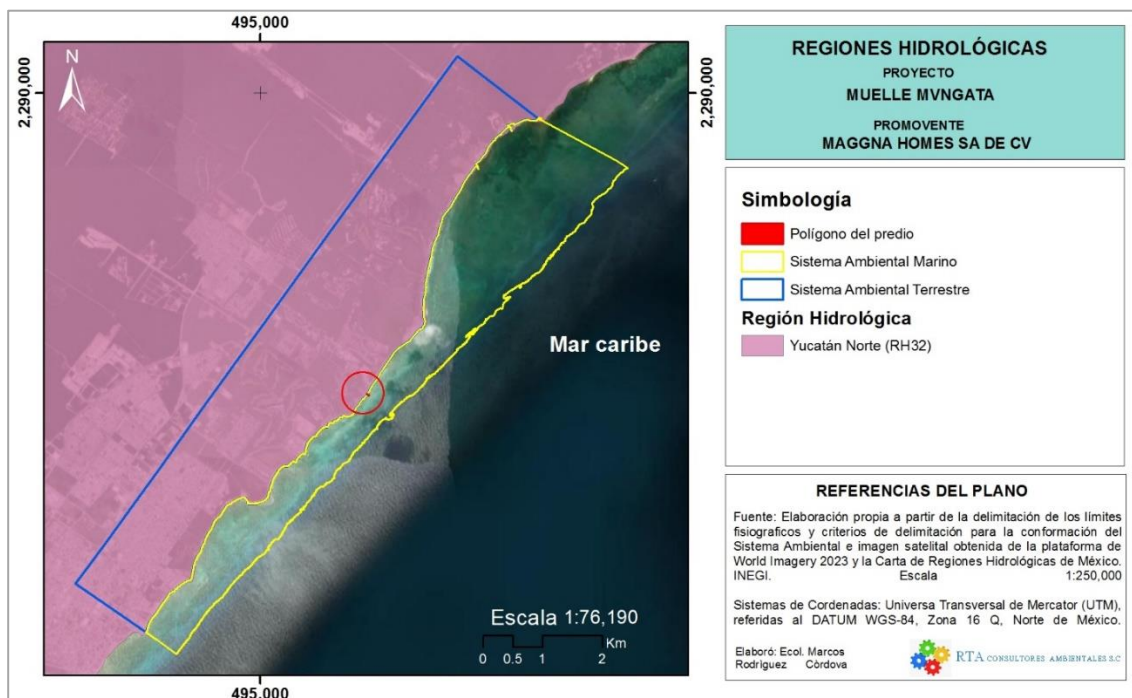 495,000
2,290,000
2,290,000
N
Mar caribe
Escala 1:76,190
Km
0 0.5 1 2
495,000
REGIONES HIDROLÓGICAS
PROYECTO
MUELLE MVNGATA
PROMOVENTE
MAGGNA HOMES SA DE CV
Simbología
Polígono del predio
Sistema Ambiental Marino
Sistema Ambiental Terrestre
Región Hidrológica
Yucatán Norte (RH32)
REFERENCIAS DEL PLANO
Fuente: Elaboración propia a partir de la delimitación de los límites
fisiograficos y criterios de delimitación para la conformación del
Sistema Ambiental e imagen satelital obtenida de la plataforma de
World Imagery 2023 y la Carta de Regiones Hidrológicas de México.
INEGI. Escala 1:250,000
Sistemas de Cordenadas: Universa Transversal de Mercator (UTM),
referidas al DATUM WGS-84, Zona 16 Q, Norte de México.
Elaboró: Ecol. Marcos
Rodriguez Còrdova
RTA CONSULTORES AMBIENTALES S.C